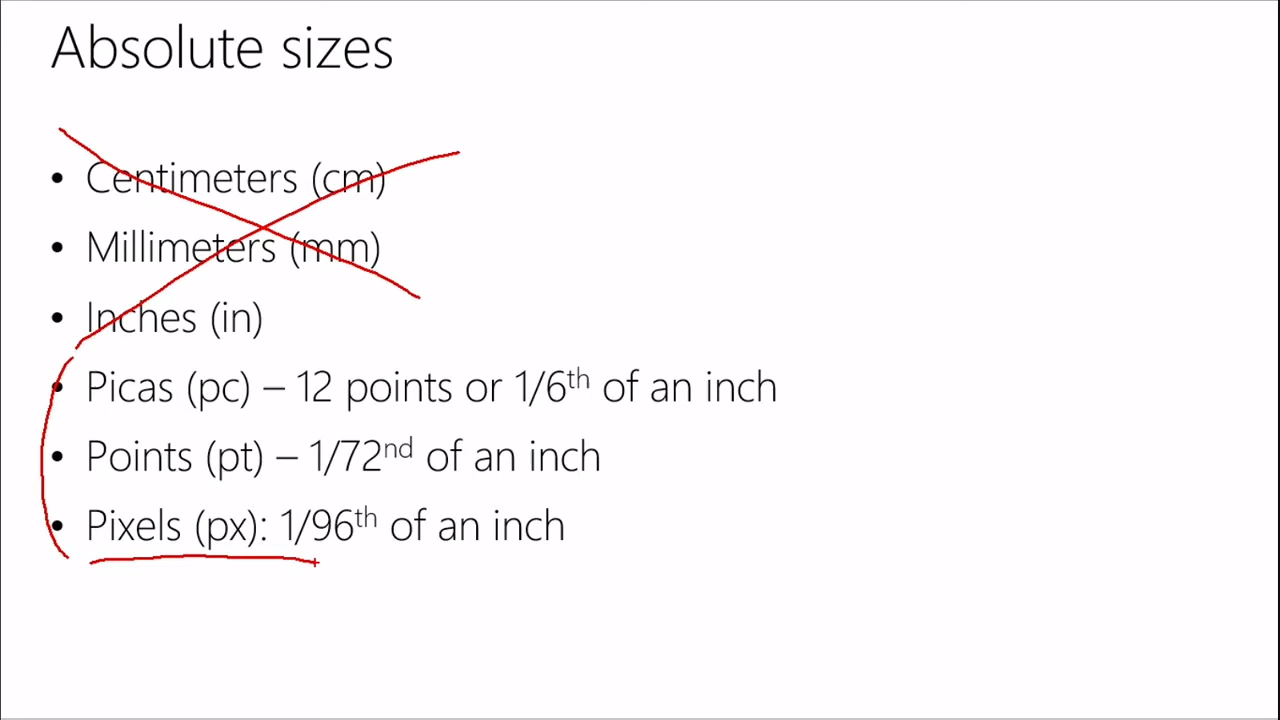 Absolute sizes
• Centimeters (cm)
• Millimeters (mm)
• Inches (in)
• Picas (pc) – 12 points or 1/6th of an inch
• Points (pt) – 1/72nd of an inch
• Pixels (px): 1/96th of an inch